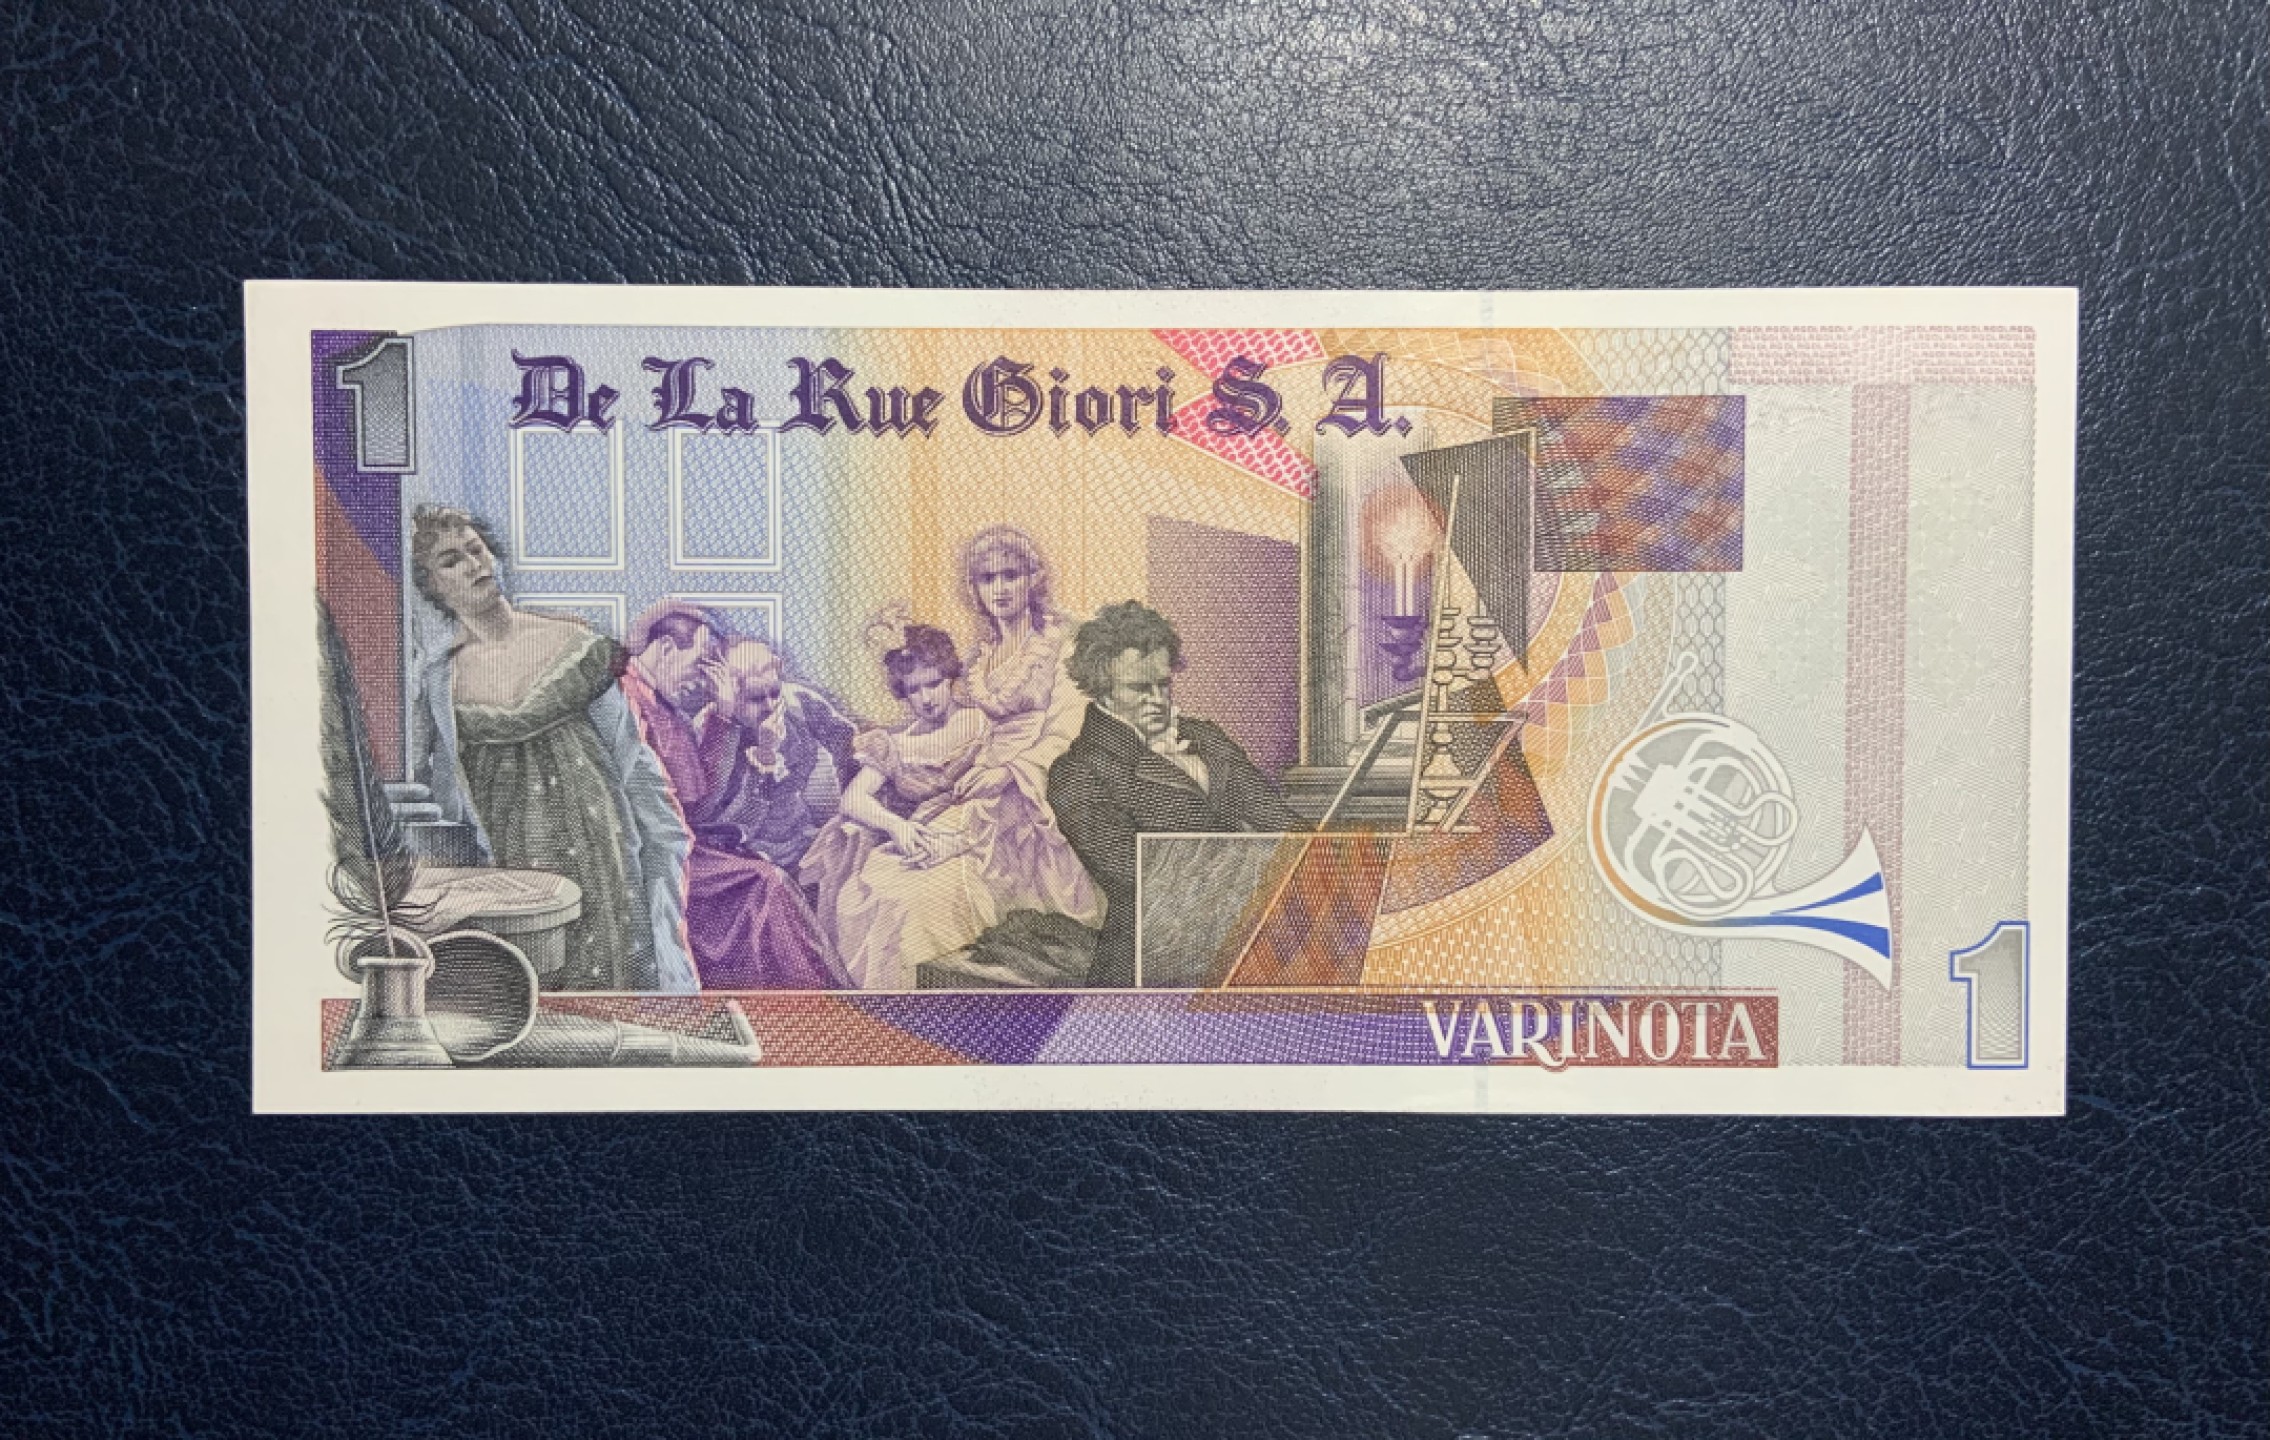 1
De La Rue Giori S. A.
VARINOTA
1